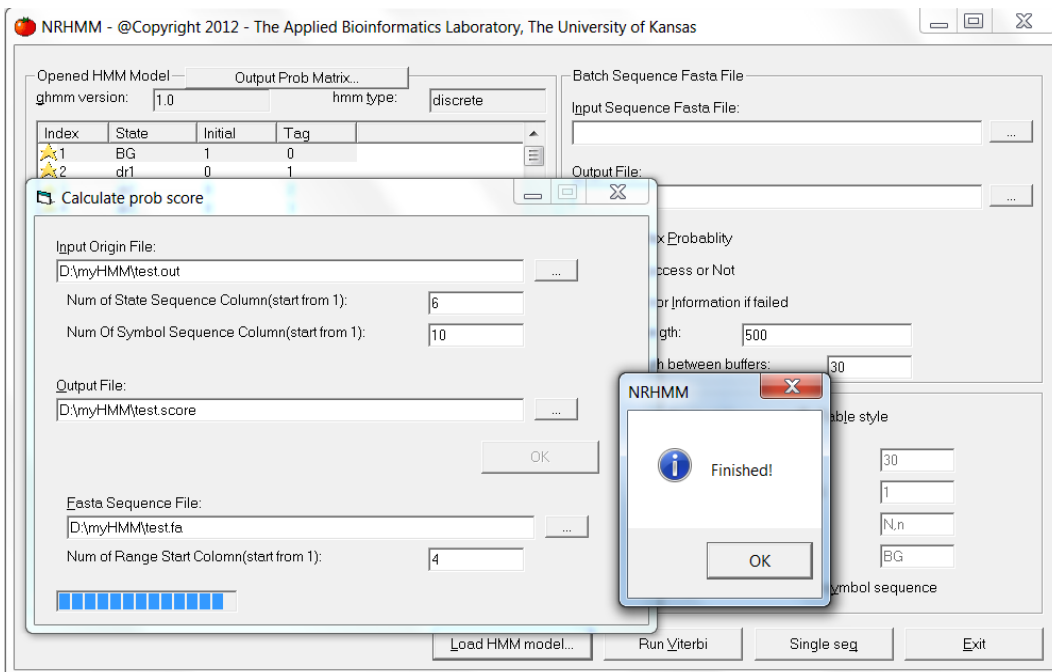 NRHMM - @Copyright 2012 - The Applied Bioinformatics Laboratory, The University of Kansas
Opened HMM Model
Output Prob Matrix...
ghmm version:
1.0
hmm type:
discrete
Index State Initial Tag
1 BG 1 0
2 dr1 0 1
Batch Sequence Fasta File
Input Sequence Fasta File:
...
Output File:
...
Probablity
or Not
Information if failed
500
between buffers:
30
style
30
1
N,n
BG
sequence
Calculate prob score
Input Origin File:
D:\myHMM\test.out
...
Num of State Sequence Column(start from 1):
6
Num Of Symbol Sequence Column(start from 1):
10
Output File:
D:\myHMM\test.score
...
OK
Fasta Sequence File:
D:\myHMM\test.fa
...
Num of Range Start Colomn(start from 1):
4
NRHMM
Finished!
OK
Load HMM model...
Run Viterbi
Single seq
Exit